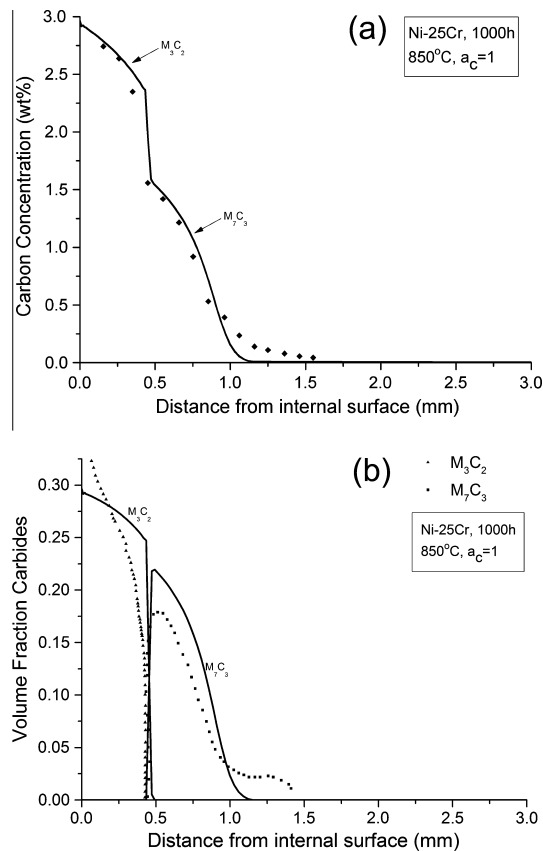 (a)
Ni-25Cr, 1000h
850°C, a_C=1
M₃C₂
M₇C₃
Carbon Concentration (wt%)
3.0
2.5
2.0
1.5
1.0
0.5
0.0
0.0 0.5 1.0 1.5 2.0 2.5 3.0
Distance from internal surface (mm)
(b)
M₃C₂
M₇C₃
Ni-25Cr, 1000h
850°C, a_C=1
M₃C₂
M₇C₃
Volume Fraction Carbides
0.30
0.25
0.20
0.15
0.10
0.05
0.00
0.0 0.5 1.0 1.5 2.0 2.5 3.0
Distance from internal surface (mm)